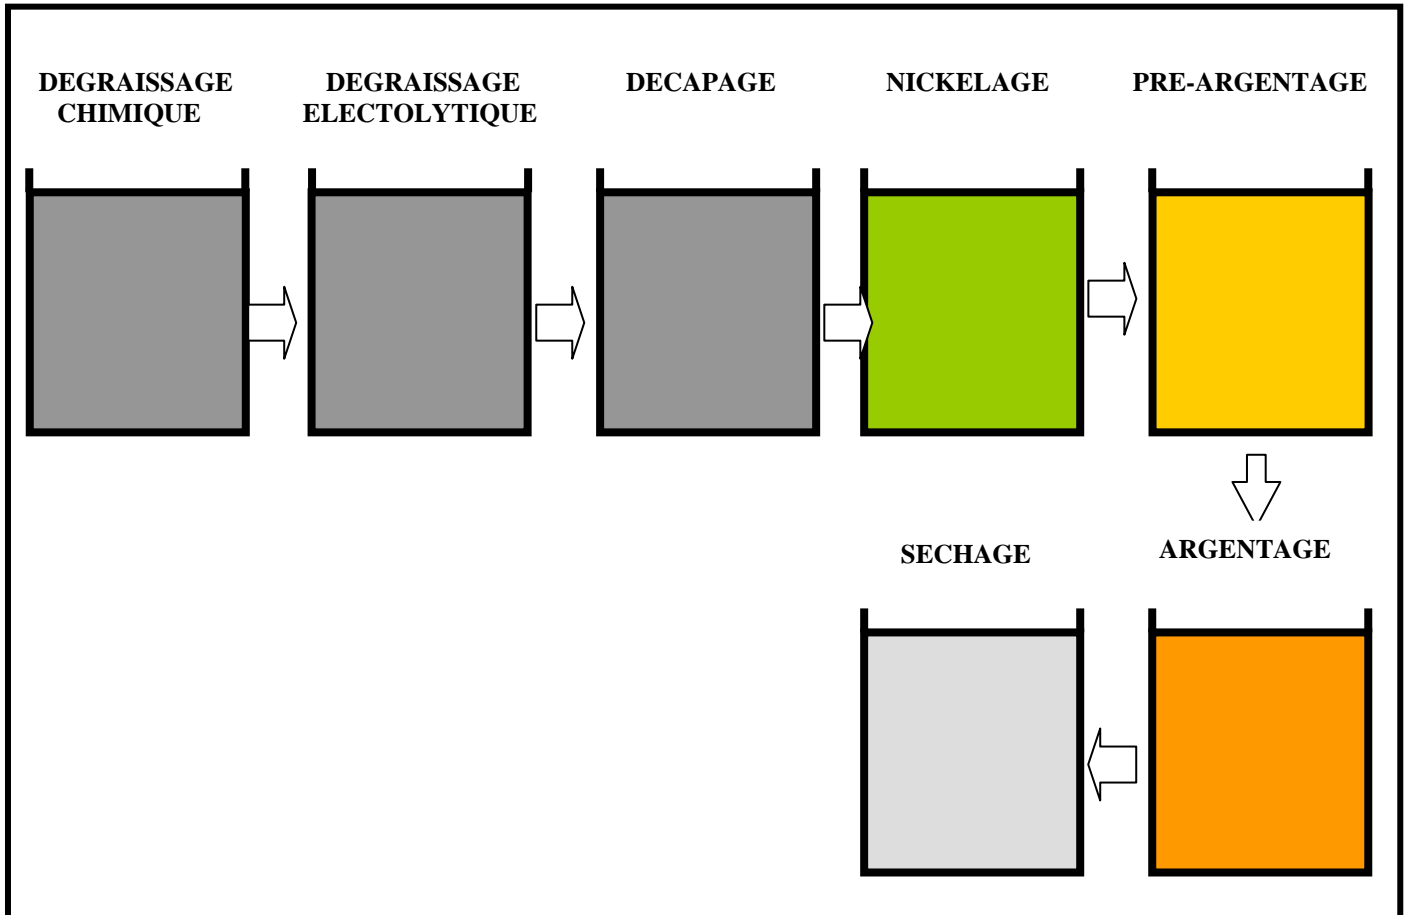 DEGRAISSAGE
CHIMIQUE
DEGRAISSAGE
ELECTOLYTIQUE
DECAPAGE
NICKELAGE
PRE-ARGENTAGE
SECHAGE
ARGENTAGE